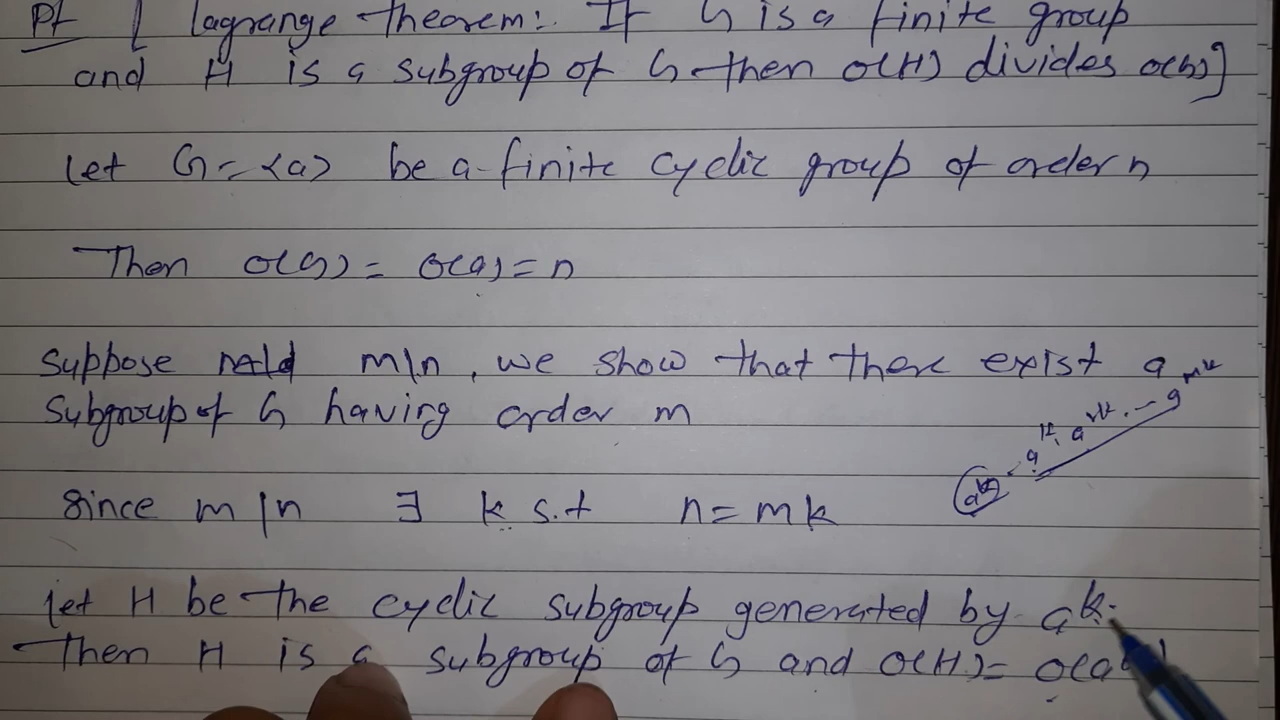 Pf [ lagrange theorem: If G is a finite group
and H is a subgroup of G then o(H) divides o(G)]
Let G = <a> be a finite cyclic group of order n
Then o(G) = o(a) = n
Suppose m|n, we show that there exist a
subgroup of G having order m
Since m|n ∃ k s.t n = mk
let H be the cyclic subgroup generated by a^k.
Then H is a subgroup of G and o(H) =